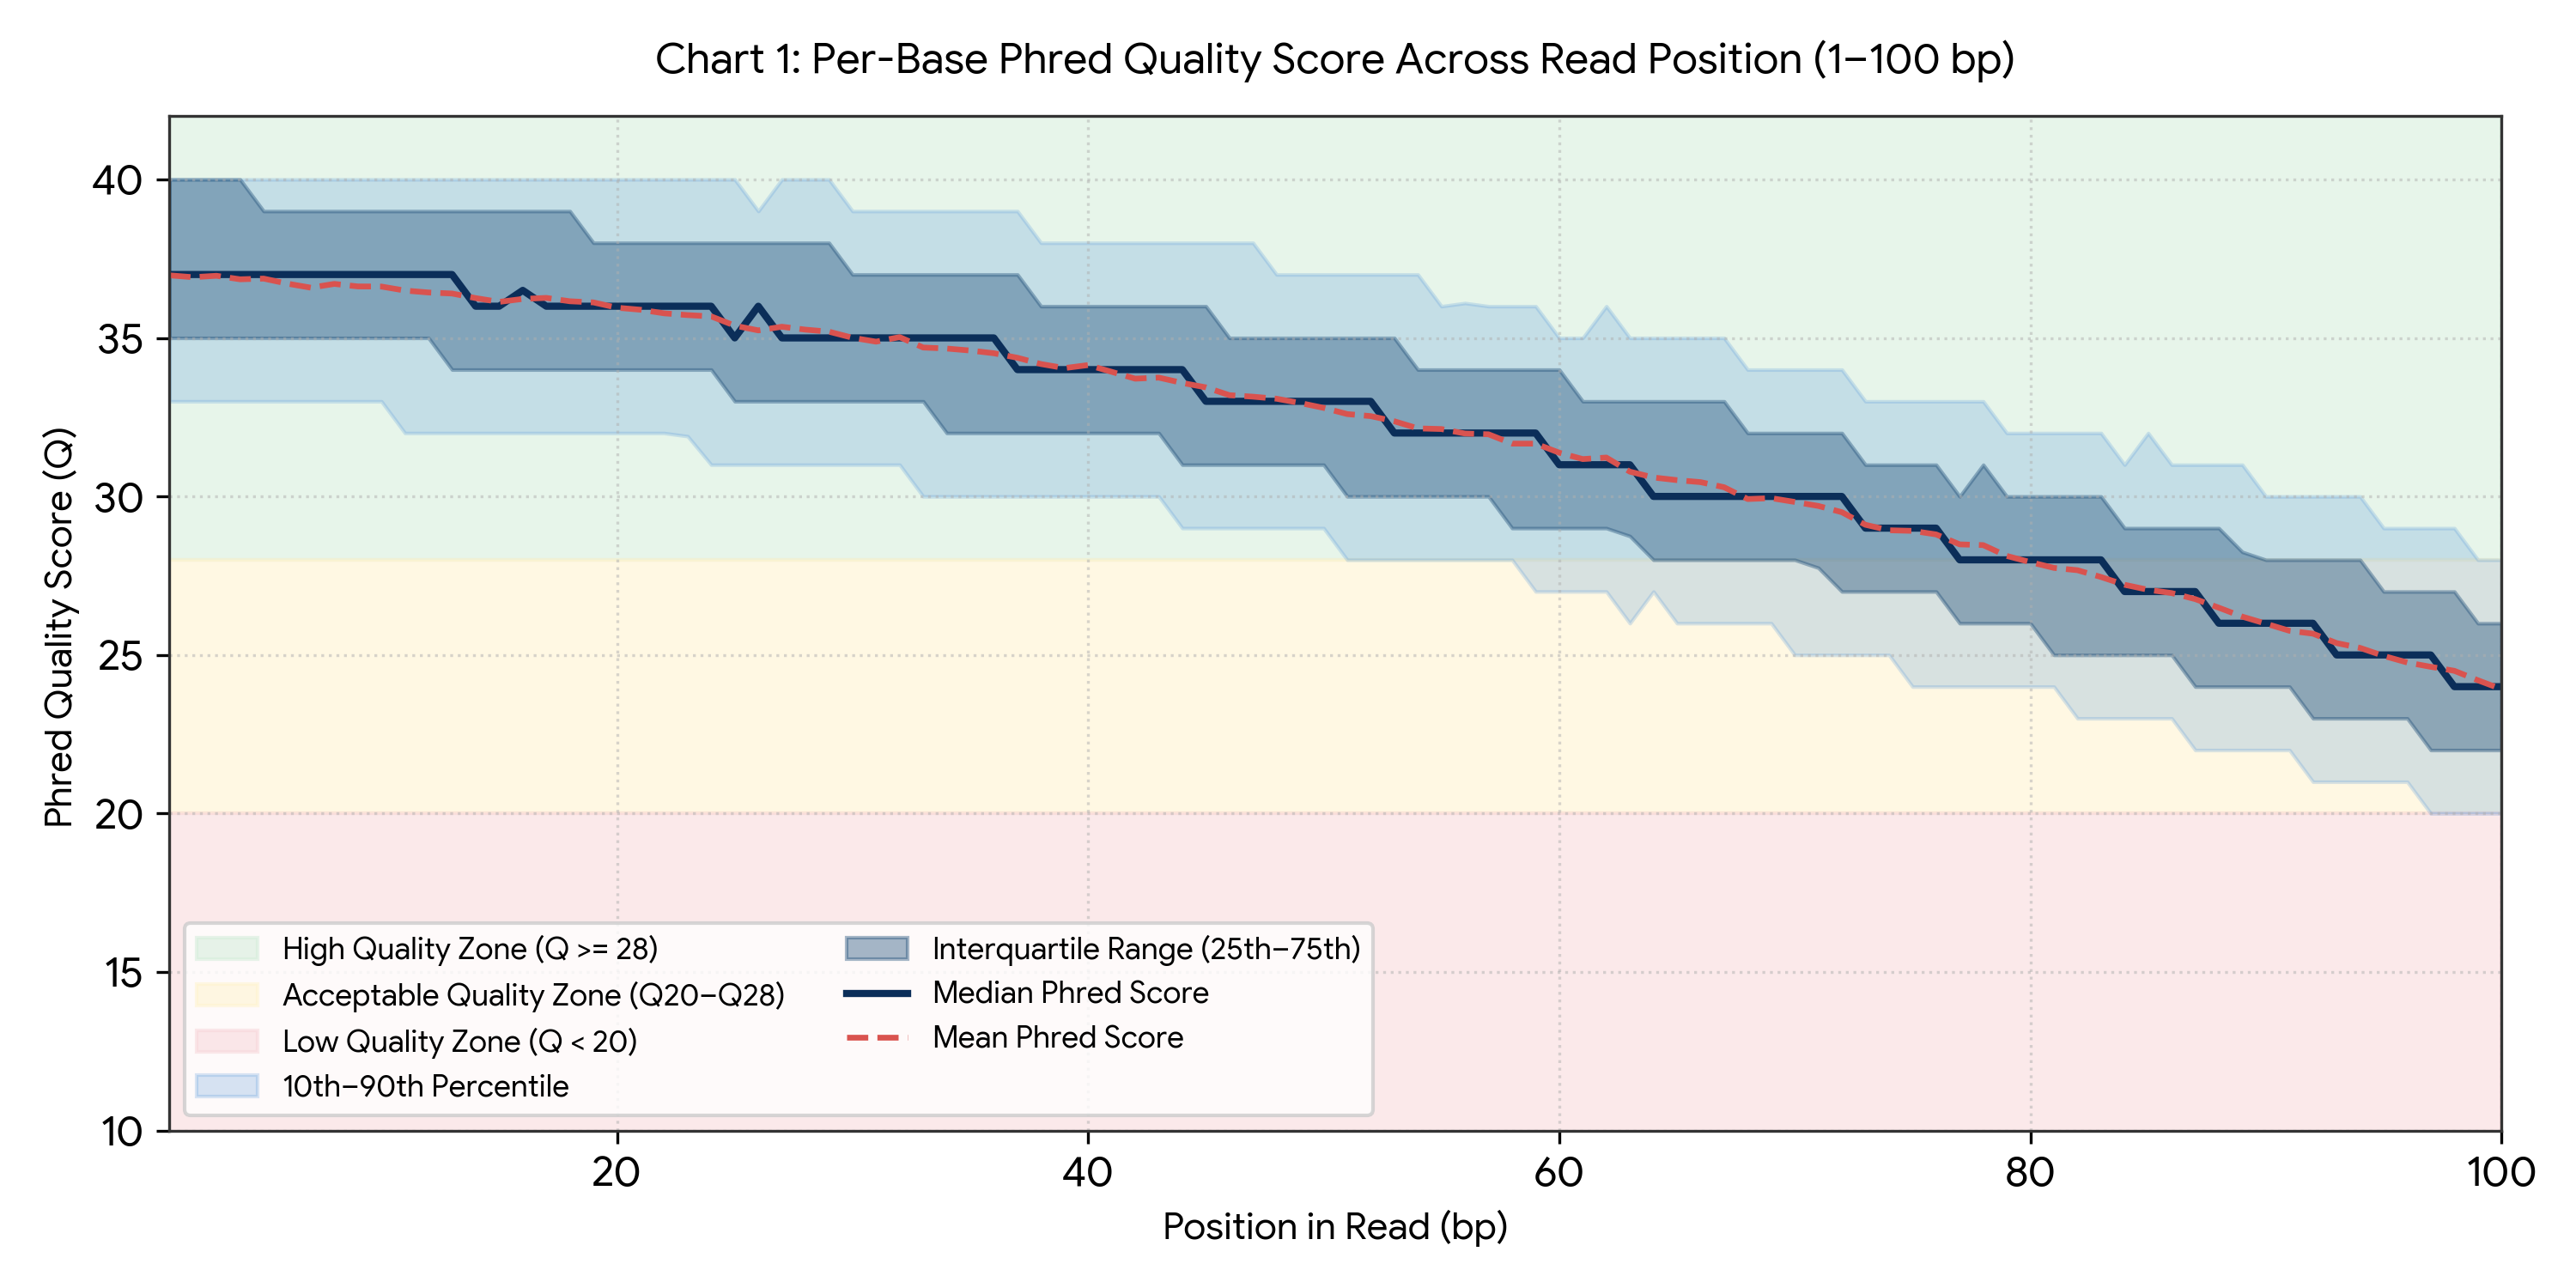 Chart 1: Per-Base Phred Quality Score Across Read Position (1–100 bp)
Phred Quality Score (Q)
40
35
30
25
20
15
10
High Quality Zone (Q >= 28)
Acceptable Quality Zone (Q20–Q28)
Low Quality Zone (Q < 20)
10th–90th Percentile
Interquartile Range (25th–75th)
Median Phred Score
Mean Phred Score
20
40
60
80
100
Position in Read (bp)